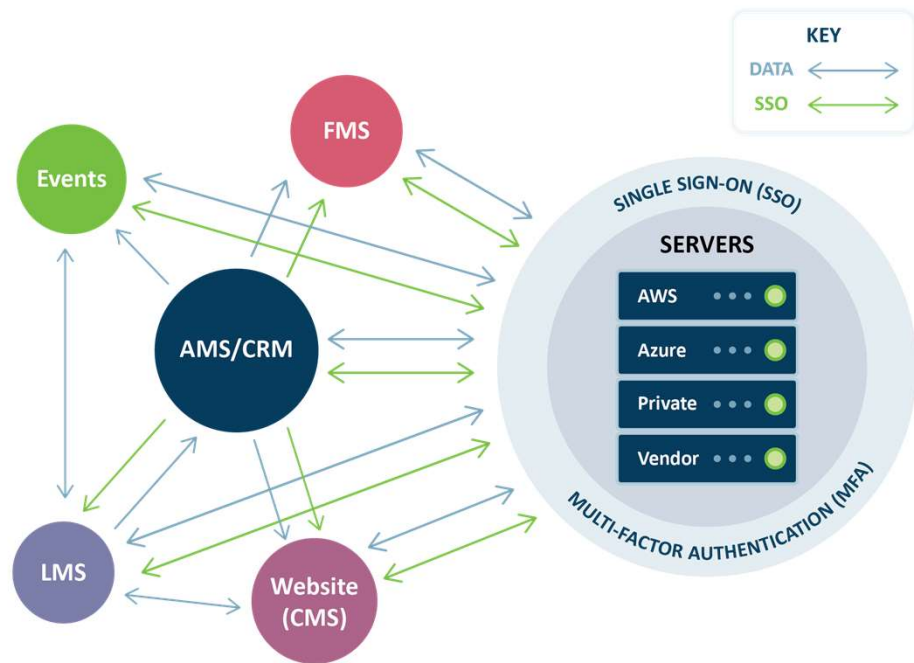 KEY
DATA
SSO
FMS
Events
SINGLE SIGN-ON (SSO)
SERVERS
AWS
Azure
Private
Vendor
AMS/CRM
MULTI-FACTOR AUTHENTICATION (MFA)
LMS
Website
(CMS)